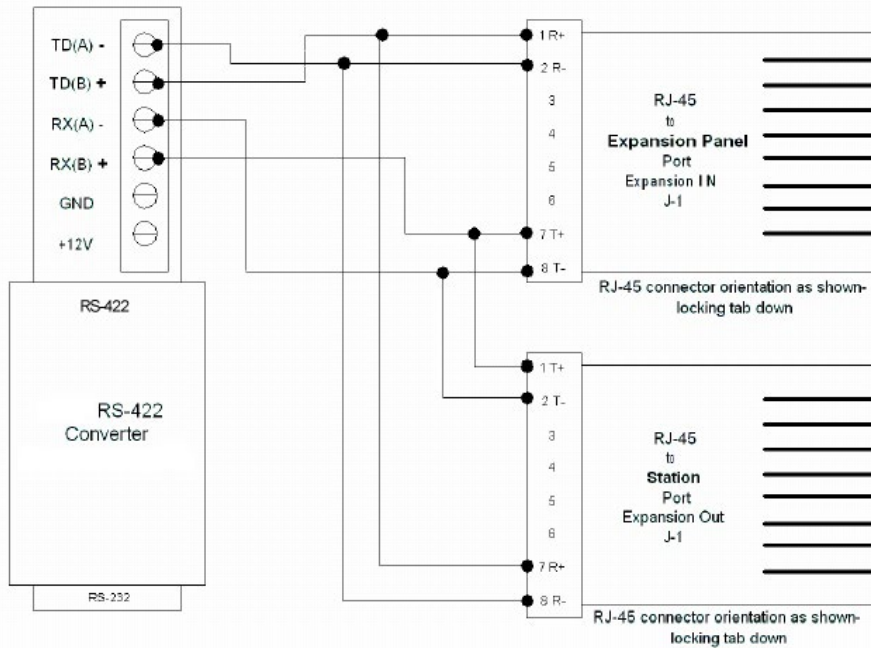 TD(A) -
TD(B) +
RX(A) -
RX(B) +
GND
+12V
RS-422
RS-422
Converter
RS-232
1 R+
2 R-
3
4
5
6
7 T+
8 T-
RJ-45
to
Expansion Panel
Port
Expansion IN
J-1
RJ-45 connector orientation as shown-
locking tab down
1 T+
2 T-
3
4
5
6
7 R+
8 R-
RJ-45
to
Station
Port
Expansion Out
J-1
RJ-45 connector orientation as shown-
locking tab down